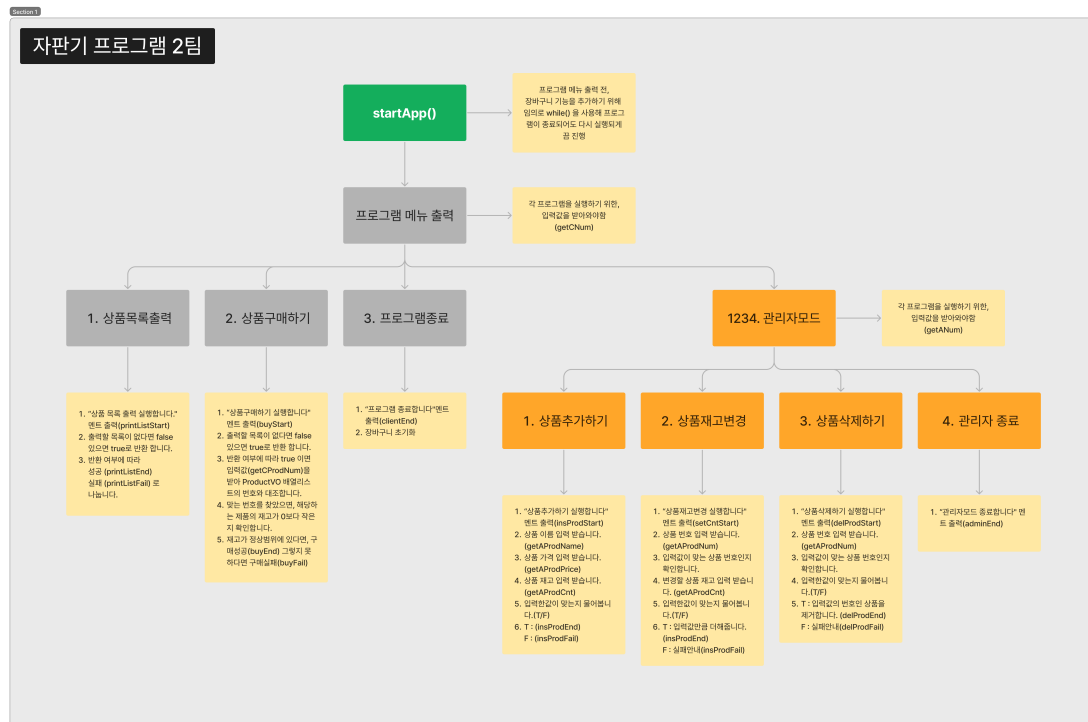 Section 1
자판기 프로그램 2팀
startApp()
프로그램 메뉴 출력 전,
장바구니 기능을 추가하기 위해
임의로 while() 을 사용해 프로그
램이 종료되어도 다시 실행되게
끔 진행
프로그램 메뉴 출력
각 프로그램을 실행하기 위한,
입력값을 받아와야함
(getCNum)
1. 상품목록출력
2. 상품구매하기
3. 프로그램종료
1234. 관리자모드
각 프로그램을 실행하기 위한,
입력값을 받아와야함
(getANum)
1. "상품 목록 출력 실행합니다."
멘트 출력(printListStart)
2. 출력할 목록이 없다면 false
있으면 true로 반환 합니다.
3. 반환 여부에 따라
성공 (printListEnd)
실패 (printListFail) 로
나눕니다.
1. "상품구매하기 실행합니다"
멘트 출력(buyStart)
2. 출력할 목록이 없다면 false
있으면 true로 반환 합니다.
3. 반환 여부에 따라 true 이면
입력값(getCProdNum)을
받아 ProductVO 배열리스
트의 번호와 대조합니다.
4. 맞는 번호를 찾았으면, 해당하
는 제품의 재고가 0보다 작은
지 확인합니다.
5. 재고가 정상범위에 있다면, 구
매성공(buyEnd) 그렇지 못
하다면 구매실패(buyFail)
1. "프로그램 종료합니다"멘트
출력(clientEnd)
2. 장바구니 초기화
1. 상품추가하기
2. 상품재고변경
3. 상품삭제하기
4. 관리자 종료
1. "상품추가하기 실행합니다"
멘트 출력(insProdStart)
2. 상품 이름 입력 받습니다.
(getAProdName)
3. 상품 가격 입력 받습니다.
(getAProdPrice)
4. 상품 재고 입력 받습니다.
(getAProdCnt)
5. 입력한값이 맞는지 물어봅니
다.(T/F)
6. T : (insProdEnd)
F : (insProdFail)
1. "상품재고변경 실행합니다"
멘트 출력(setCntStart)
2. 상품 번호 입력 받습니다.
(getAProdNum)
3. 입력값이 맞는 상품 번호인지
확인합니다.
4. 변경할 상품 재고 입력 받습니
다. (getAProdCnt)
5. 입력한값이 맞는지 물어봅니
다.(T/F)
6. T : 입력값만큼 더해줍니다.
(insProdEnd)
F : 실패안내(insProdFail)
1. "상품삭제하기 실행합니다"
멘트 출력(delProdStart)
2. 상품 번호 입력 받습니다.
(getAProdNum)
3. 입력값이 맞는 상품 번호인지
확인합니다.
4. 입력한값이 맞는지 물어봅니
다.(T/F)
5. T : 입력값의 번호인 상품을
제거합니다. (delProdEnd)
F : 실패안내(delProdFail)
1. "관리자모드 종료합니다" 멘
트 출력(adminEnd)